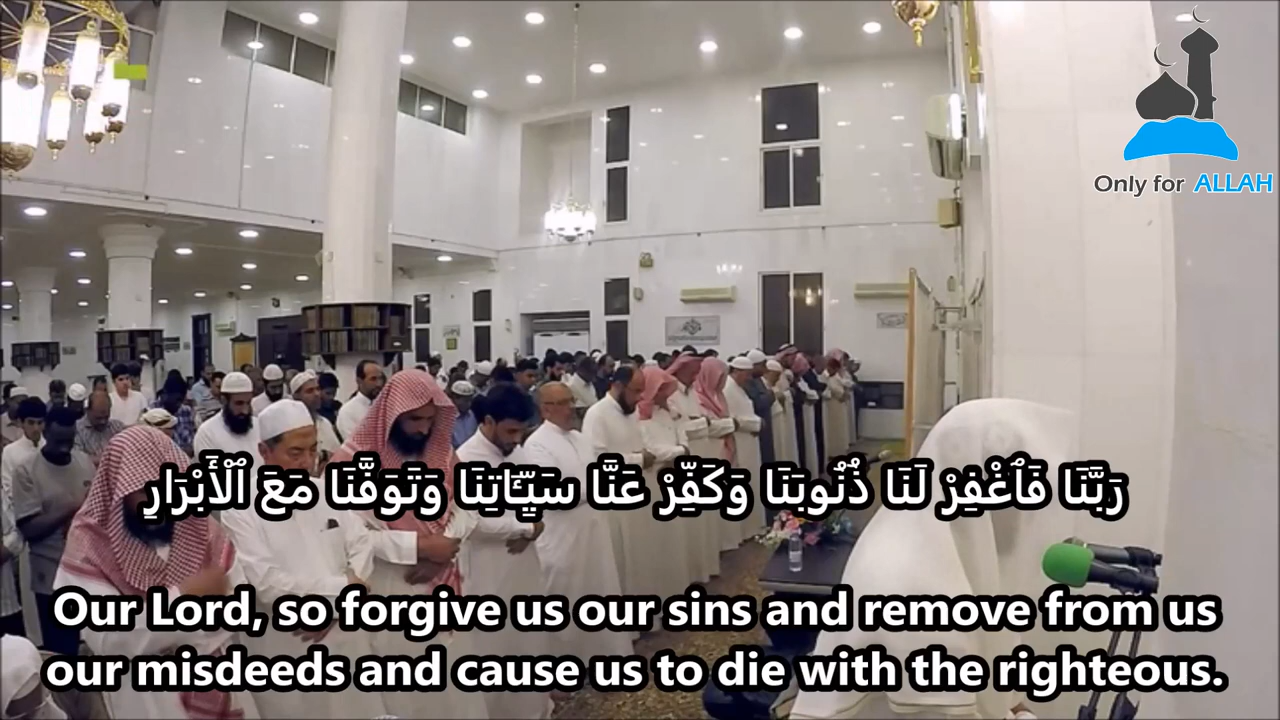 Only for ALLAH
رَبَّنَا فَٱغْفِرْ لَنَا ذُنُوبَنَا وَكَفِّرْ عَنَّا سَيِّـَٔاتِنَا وَتَوَفَّنَا مَعَ ٱلْأَبْرَارِ
Our Lord, so forgive us our sins and remove from us
our misdeeds and cause us to die with the righteous.